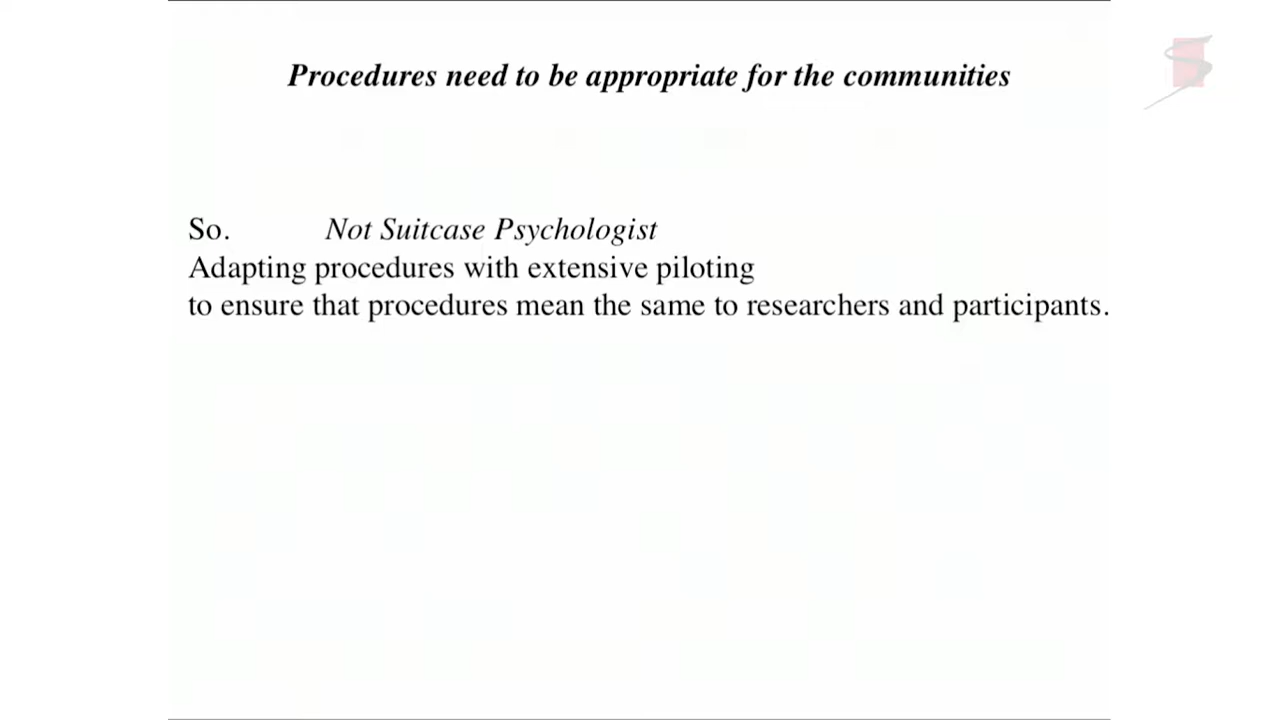 Procedures need to be appropriate for the communities
So. Not Suitcase Psychologist
Adapting procedures with extensive piloting
to ensure that procedures mean the same to researchers and participants.